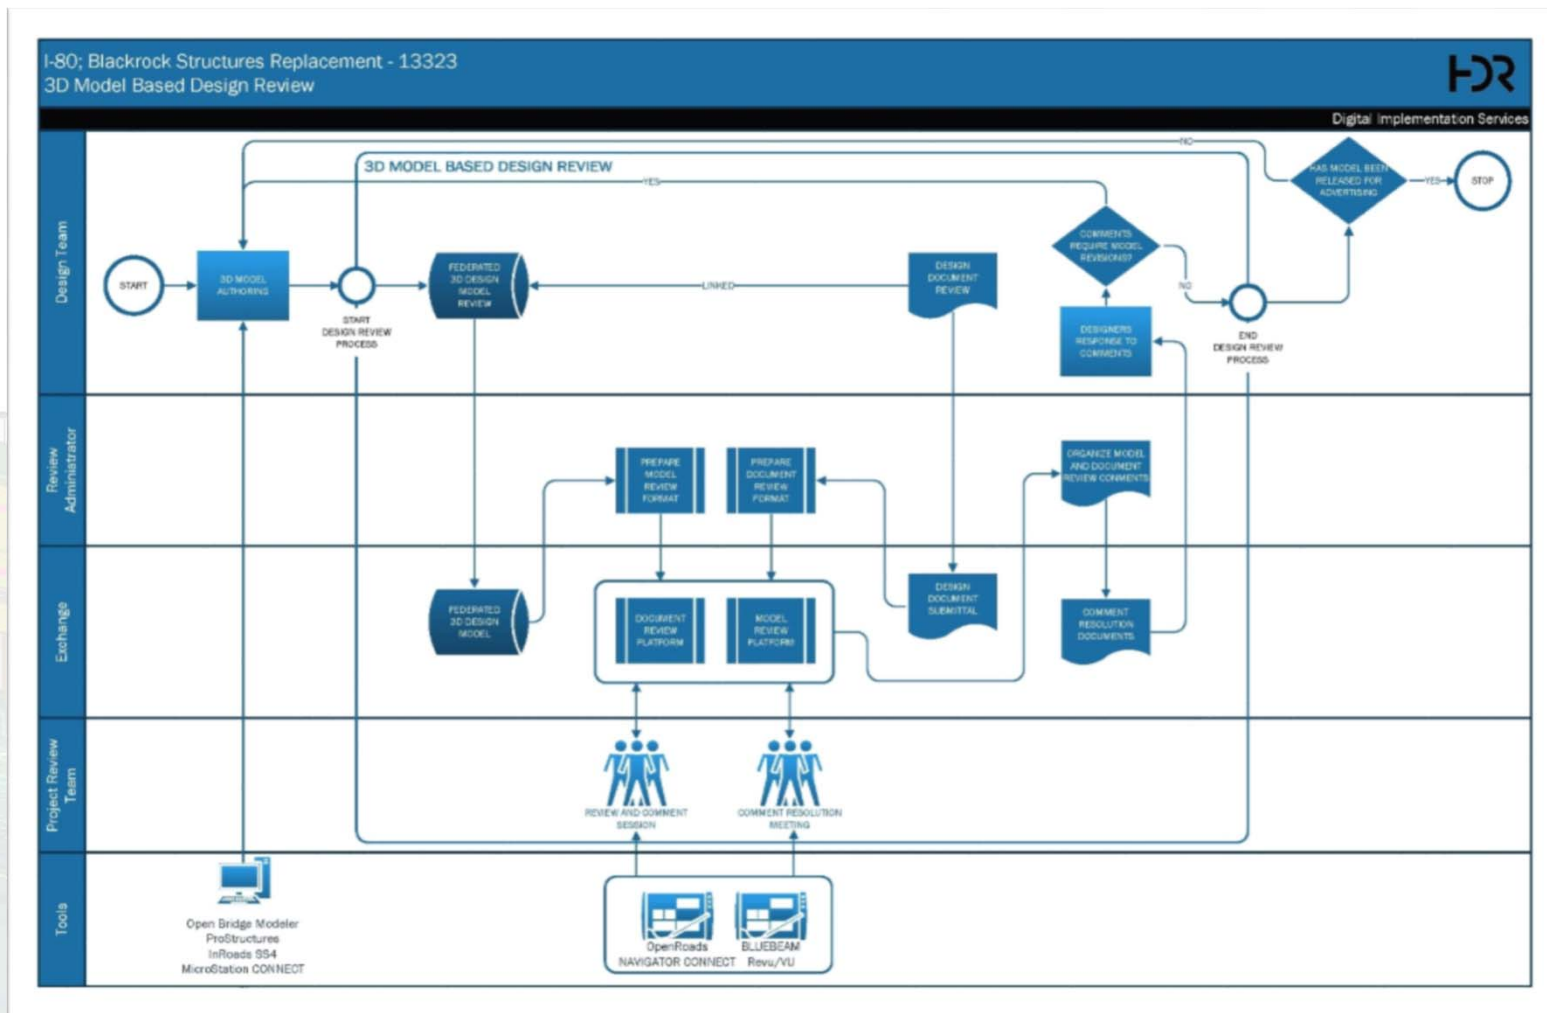 I-80; Blackrock Structures Replacement - 13323
3D Model Based Design Review
HDR
Digital Implementation Services
Design Team
3D MODEL BASED DESIGN REVIEW
NO
YES
HAS MODEL BEEN
RELEASED FOR
ADVERTISING
YES
STOP
START
3D MODEL
AUTHORING
START
DESIGN REVIEW
PROCESS
FEDERATED
3D DESIGN
MODEL
REVIEW
LINKED
DESIGN
DOCUMENT
REVIEW
COMMENTS
REQUIRE MODEL
REVISIONS?
NO
DESIGNERS
RESPONSE TO
COMMENTS
END
DESIGN REVIEW
PROCESS
Review
Administrator
PREPARE
MODEL
REVIEW
FORMAT
PREPARE
DOCUMENT
REVIEW
FORMAT
ORGANIZE MODEL
AND DOCUMENT
REVIEW COMMENTS
Exchange
FEDERATED
3D DESIGN
MODEL
DOCUMENT
REVIEW
PLATFORM
MODEL
REVIEW
PLATFORM
DESIGN
DOCUMENT
SUBMITTAL
COMMENT
RESOLUTION
DOCUMENTS
Project Review
Team
REVIEW AND COMMENT
SESSION
COMMENT RESOLUTION
MEETING
Tools
Open Bridge Modeler
ProStructures
InRoads SS4
MicroStation CONNECT
OpenRoads
NAVIGATOR CONNECT
BLUEBEAM
Revu/VU